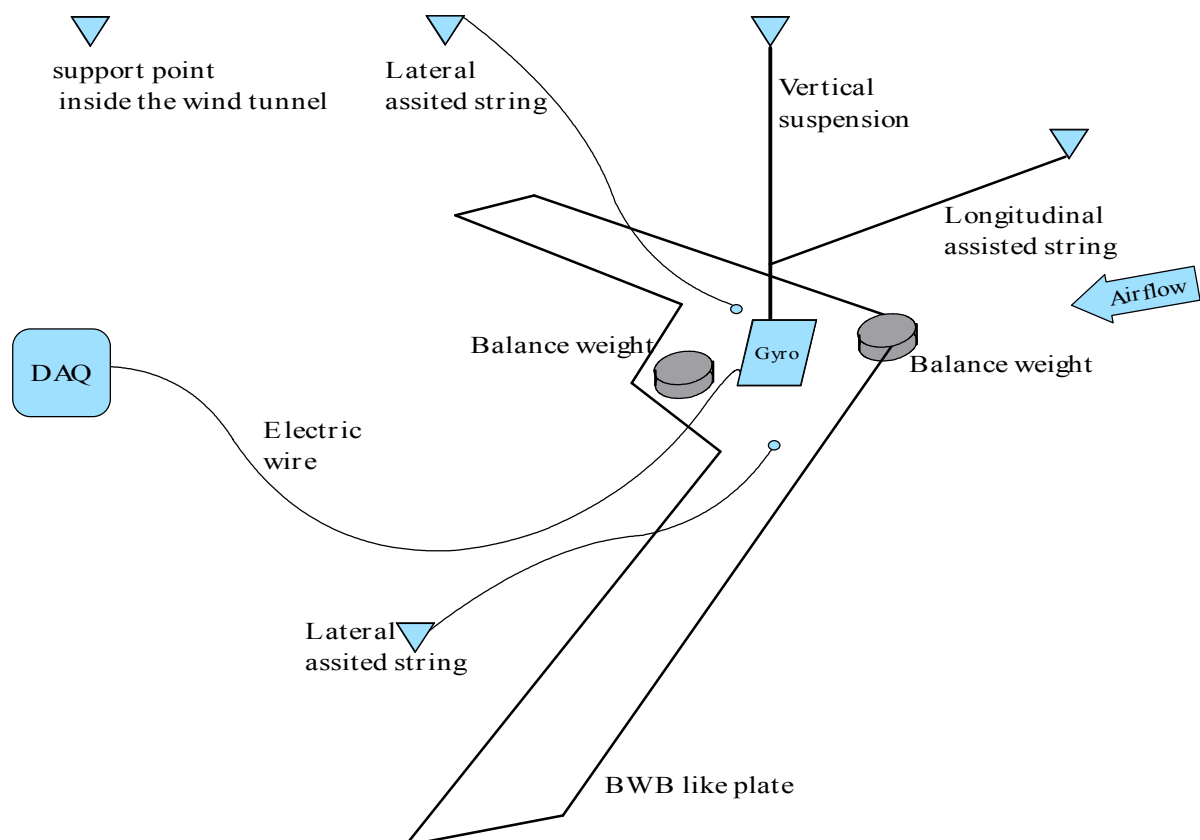 support point
inside the wind tunnel
Lateral
assited string
Vertical
suspension
Longitudinal
assisted string
Airflow
Balance weight
Gyro
Balance weight
DAQ
Electric
wire
Lateral
assited string
BWB like plate